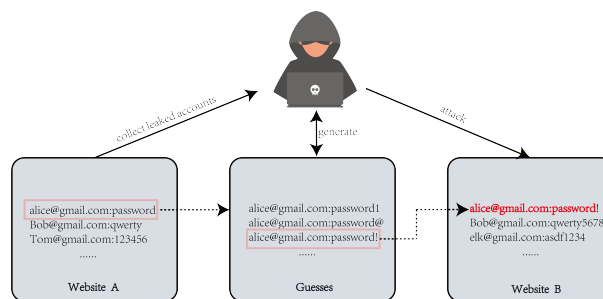 collect leaked accounts
generate
attack
alice@gmail.com:password
Bob@gmail.com:qwerty
Tom@gmail.com:123456
......
Website A
alice@gmail.com:password1
alice@gmail.com:password@
alice@gmail.com:password!
......
Guesses
alice@gmail.com:password!
Bob@gmail.com:qwerty5678
elk@gmail.com:asdf1234
......
Website B